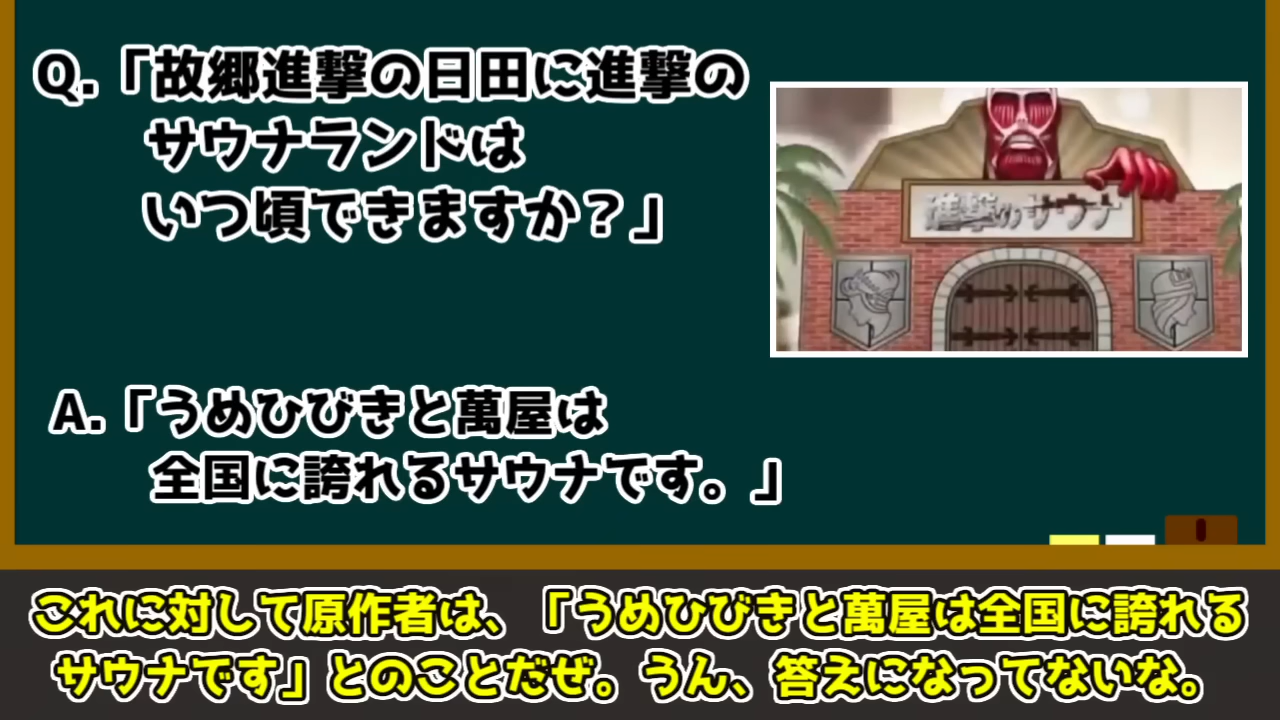 Q.「故郷進撃の日田に進撃の
サウナランドは
いつ頃できますか？」
進撃のサウナ
A.「うめひびきと萬屋は
全国に誇れるサウナです。」
これに対して原作者は、「うめひびきと萬屋は全国に誇れる
サウナです」とのことだぜ。うん、答えになってないな。